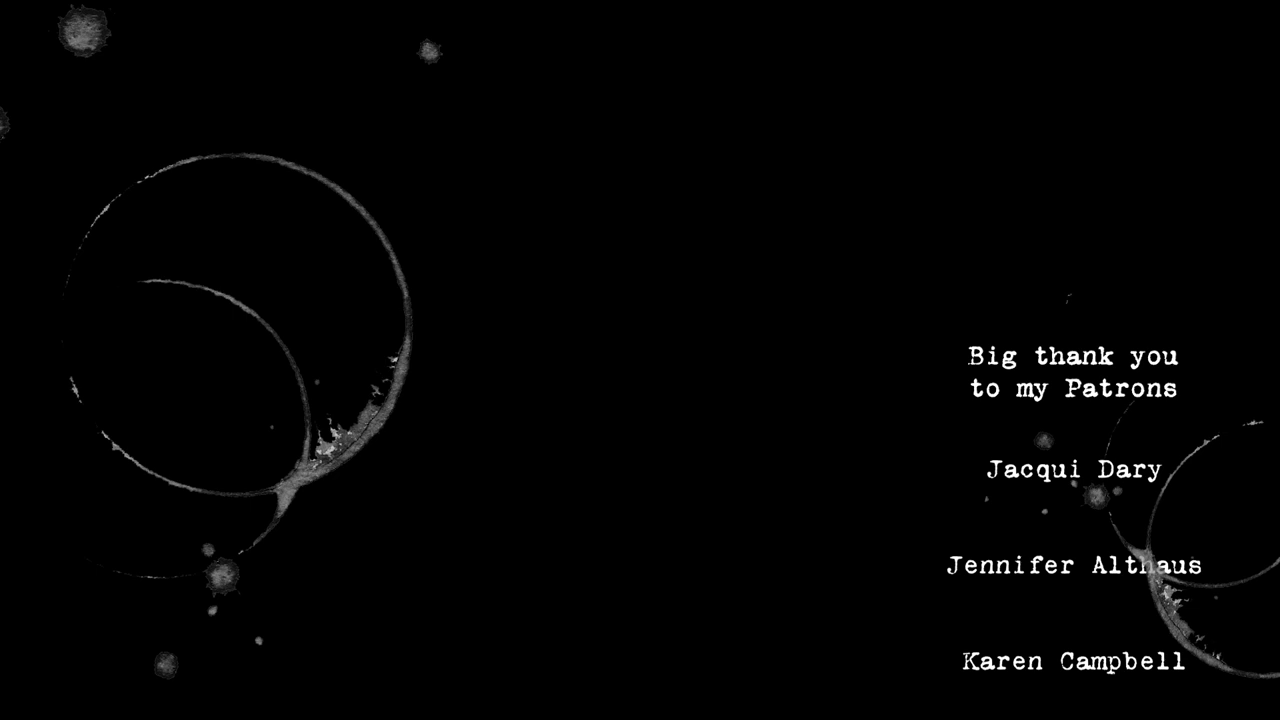 Big thank you
to my Patrons
Jacqui Dary
Jennifer Althaus
Karen Campbell